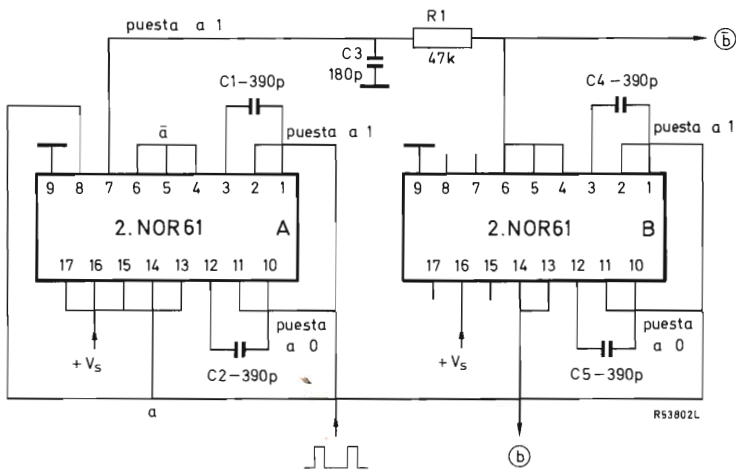 puesta a 1
R1
47k
b̄
C3
180p
C1-390p
C4-390p
ā
puesta a 1
puesta a 1
9 8 7 6 5 4 3 2 1
9 8 7 6 5 4 3 2 1
2.NOR61 A
2.NOR61 B
17 16 15 14 13 12 11 10
17 16 15 14 13 12 11 10
puesta
a 0
puesta
a 0
+Vs
C2-390p
+Vs
C5-390p
a
RS3802L
b